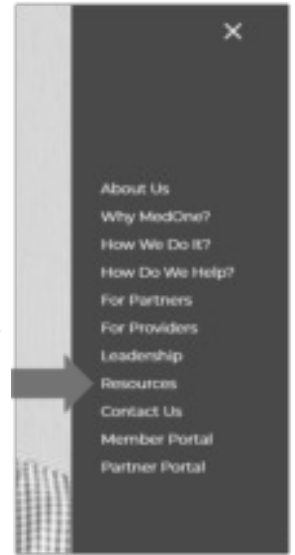 About Us
Why MedOne?
How We Do It?
How Do We Help?
For Partners
For Providers
Leadership
Resources
Contact Us
Member Portal
Partner Portal